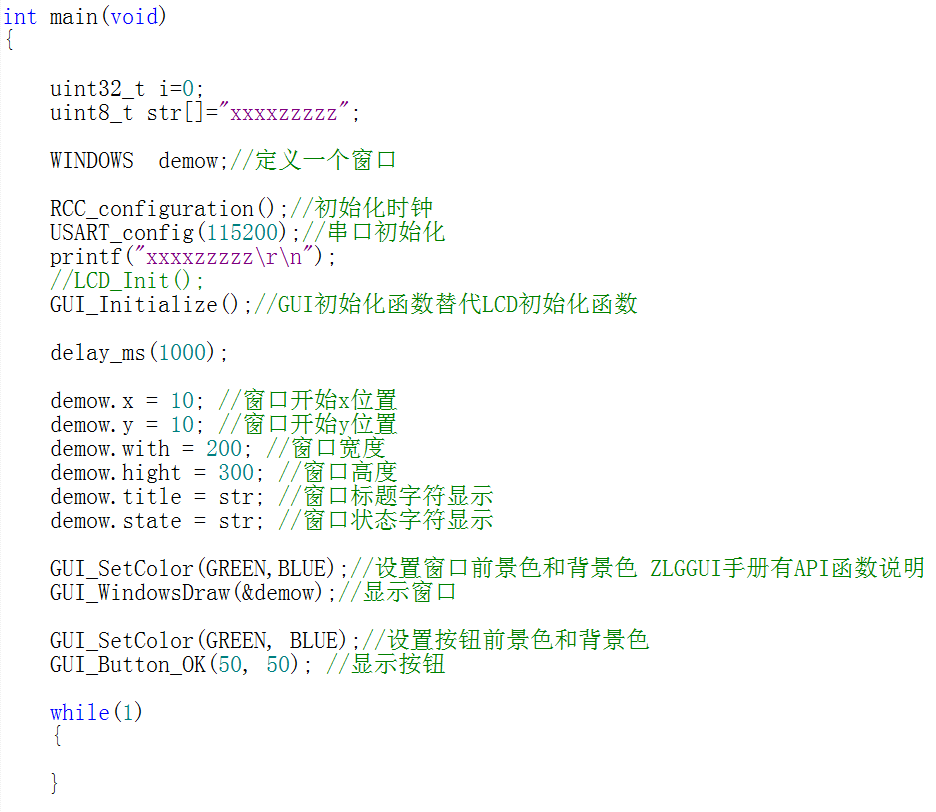 int main(void)
{
uint32_t i=0;
uint8_t str[]="xxxxzzzzz";
WINDOWS  demow;//定义一个窗口
RCC_configuration();//初始化时钟
USART_config(115200);//串口初始化
printf("xxxxzzzzz\r\n");
//LCD_Init();
GUI_Initialize();//GUI初始化函数替代LCD初始化函数
delay_ms(1000);
demow.x = 10; //窗口开始x位置
demow.y = 10; //窗口开始y位置
demow.with = 200; //窗口宽度
demow.hight = 300; //窗口高度
demow.title = str; //窗口标题字符显示
demow.state = str; //窗口状态字符显示
GUI_SetColor(GREEN,BLUE);//设置窗口前景色和背景色 ZLGGUI手册有API函数说明
GUI_WindowsDraw(&demow);//显示窗口
GUI_SetColor(GREEN, BLUE);//设置按钮前景色和背景色
GUI_Button_OK(50, 50); //显示按钮
while(1)
{
}